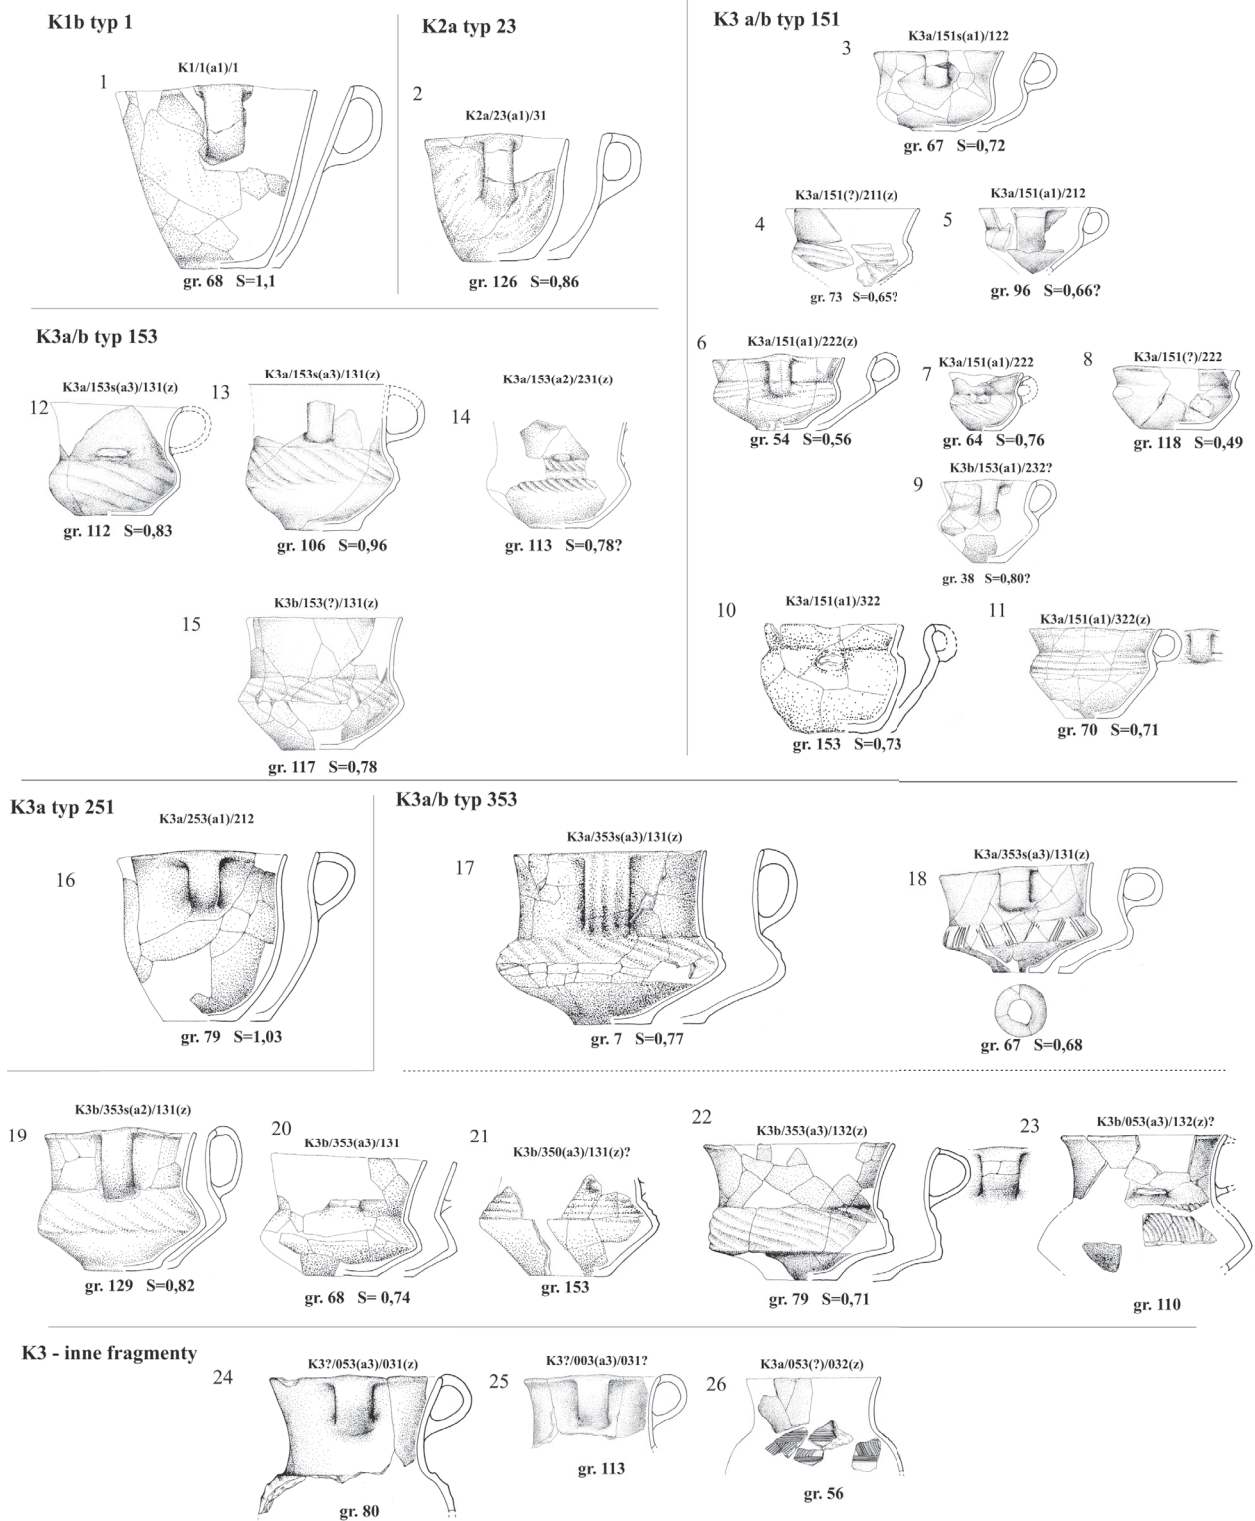 K1b typ 1
K1/1(a1)/1
1
gr. 68 S=1,1
K2a typ 23
2
K2a/23(a1)/31
gr. 126 S=0,86
K3 a/b typ 151
3
K3a/151s(a1)/122
gr. 67 S=0,72
4
K3a/151(?)/211(z)
gr. 73 S=0,65?
5
K3a/151(a1)/212
gr. 96 S=0,66?
6
K3a/151(a1)/222(z)
gr. 54 S=0,56
7
K3a/151(a1)/222
gr. 64 S=0,76
8
K3a/151(?)/222
gr. 118 S=0,49
9
K3b/153(a1)/232?
gr. 38 S=0,80?
10
K3a/151(a1)/322
gr. 153 S=0,73
11
K3a/151(a1)/322(z)
gr. 70 S=0,71
K3a/b typ 153
12
K3a/153s(a3)/131(z)
gr. 112 S=0,83
13
K3a/153s(a3)/131(z)
gr. 106 S=0,96
14
K3a/153(a2)/231(z)
gr. 113 S=0,78?
15
K3b/153(?)/131(z)
gr. 117 S=0,78
K3a typ 251
16
K3a/253(a1)/212
gr. 79 S=1,03
K3a/b typ 353
17
K3a/353s(a3)/131(z)
gr. 7 S=0,77
18
K3a/353s(a3)/131(z)
gr. 67 S=0,68
19
K3b/353s(a2)/131(z)
gr. 129 S=0,82
20
K3b/353(a3)/131
gr. 68 S= 0,74
21
K3b/350(a3)/131(z)?
gr. 153
22
K3b/353(a3)/132(z)
gr. 79 S=0,71
23
K3b/053(a3)/132(z)?
gr. 110
K3 - inne fragmenty
24
K3?/053(a3)/031(z)
gr. 80
25
K3?/003(a3)/031?
gr. 113
26
K3a/053(?)/032(z)
gr. 56